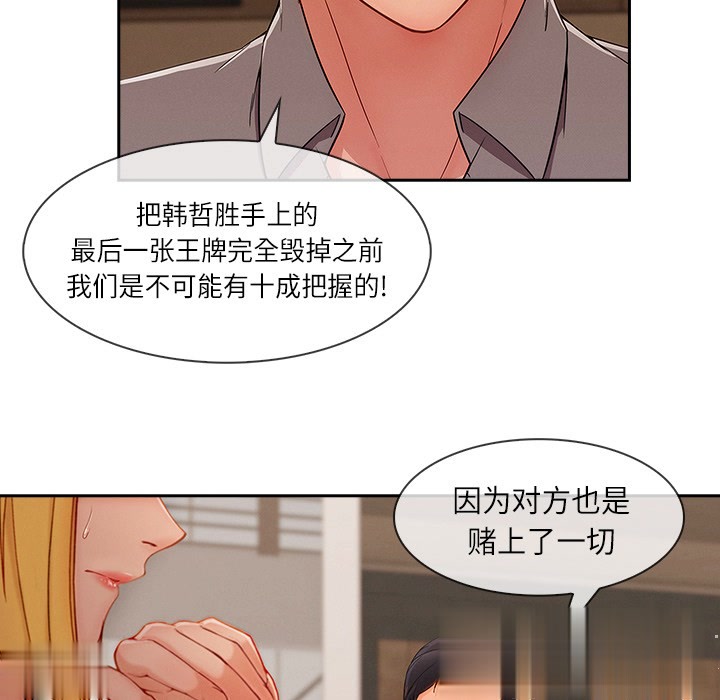 把韩哲胜手上的
最后一张王牌完全毁掉之前
我们是不可能有十成把握的!
因为对方也是
赌上了一切